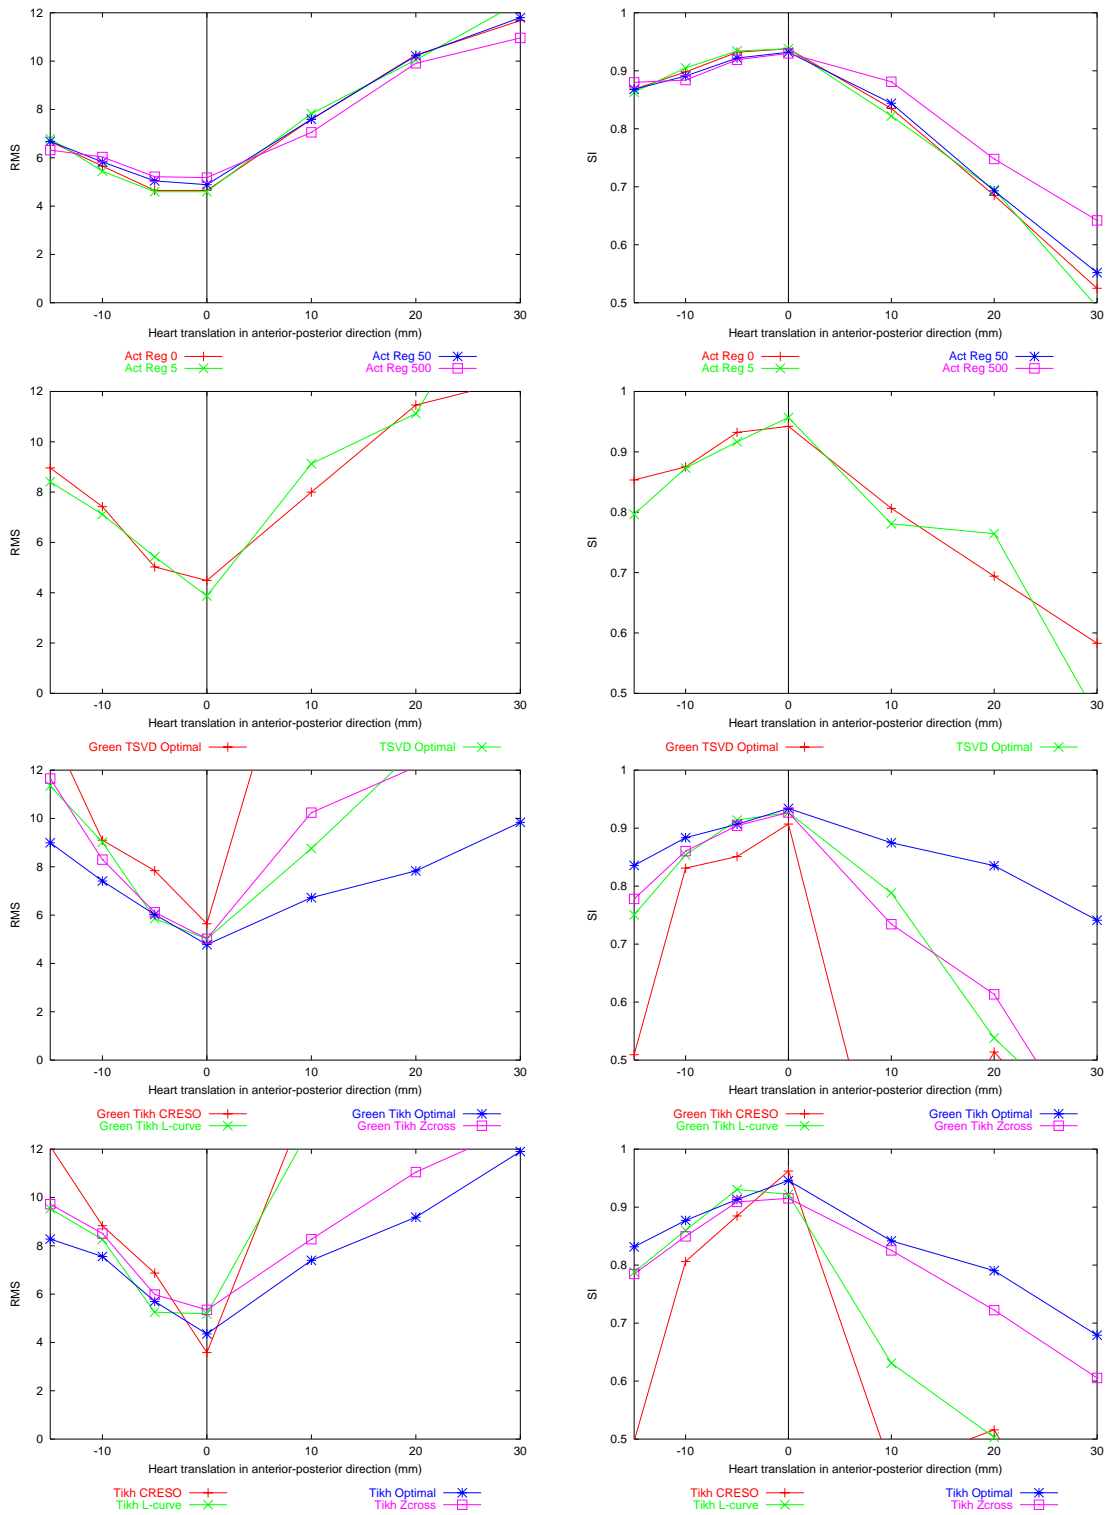 12
10
8
6
4
2
0
RMS
-10 0 10 20 30
Heart translation in anterior-posterior direction (mm)
Act Reg 0 Act Reg 50
Act Reg 5 Act Reg 500
1
0.9
0.8
0.7
0.6
0.5
SI
-10 0 10 20 30
Heart translation in anterior-posterior direction (mm)
Act Reg 0 Act Reg 50
Act Reg 5 Act Reg 500
12
10
8
6
4
2
0
RMS
-10 0 10 20 30
Heart translation in anterior-posterior direction (mm)
Green TSVD Optimal TSVD Optimal
1
0.9
0.8
0.7
0.6
0.5
SI
-10 0 10 20 30
Heart translation in anterior-posterior direction (mm)
Green TSVD Optimal TSVD Optimal
12
10
8
6
4
2
0
RMS
-10 0 10 20 30
Heart translation in anterior-posterior direction (mm)
Green Tikh CRESO Green Tikh Optimal
Green Tikh L-curve Green Tikh Zcross
1
0.9
0.8
0.7
0.6
0.5
SI
-10 0 10 20 30
Heart translation in anterior-posterior direction (mm)
Green Tikh CRESO Green Tikh Optimal
Green Tikh L-curve Green Tikh Zcross
12
10
8
6
4
2
0
RMS
-10 0 10 20 30
Heart translation in anterior-posterior direction (mm)
Tikh CRESO Tikh Optimal
Tikh L-curve Tikh Zcross
1
0.9
0.8
0.7
0.6
0.5
SI
-10 0 10 20 30
Heart translation in anterior-posterior direction (mm)
Tikh CRESO Tikh Optimal
Tikh L-curve Tikh Zcross